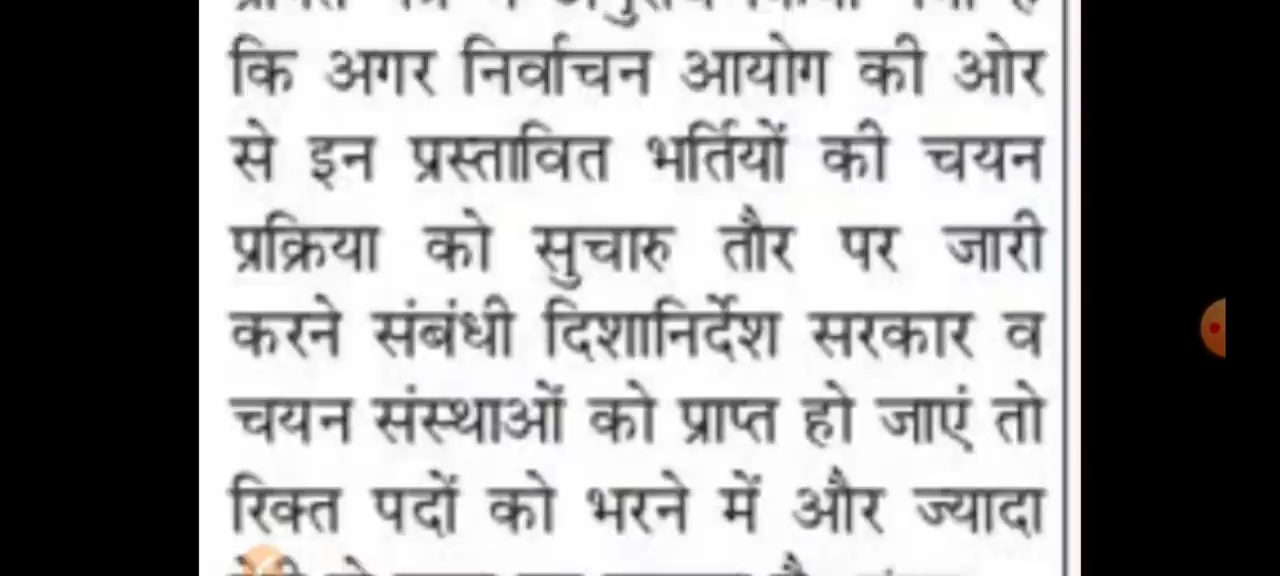 कि अगर निर्वाचन आयोग की ओर
से इन प्रस्तावित भर्तियों की चयन
प्रक्रिया को सुचारु तौर पर जारी
करने संबंधी दिशानिर्देश सरकार व
चयन संस्थाओं को प्राप्त हो जाएं तो
रिक्त पदों को भरने में और ज्यादा